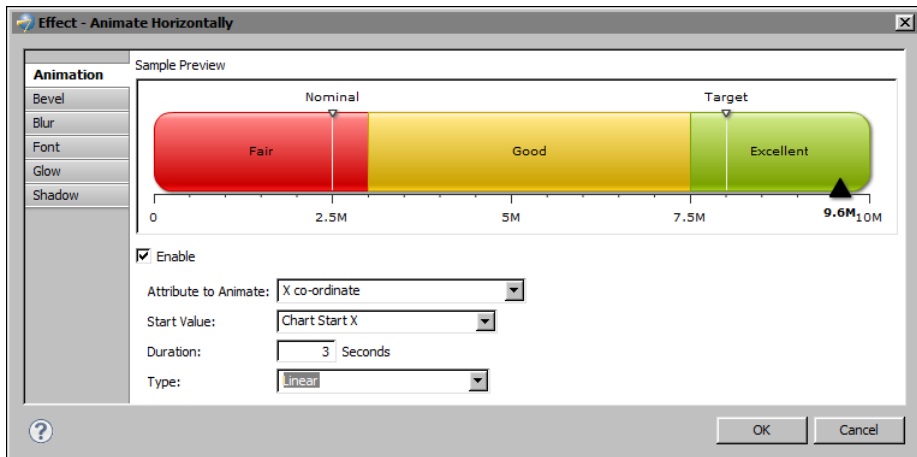 Effect - Animate Horizontally
Animation
Bevel
Blur
Font
Glow
Shadow
Sample Preview
Nominal Target
Fair Good Excellent
0 2.5M 5M 7.5M 9.6M 10M
Enable
Attribute to Animate: X co-ordinate
Start Value: Chart Start X
Duration: 3 Seconds
Type: Linear
? OK Cancel